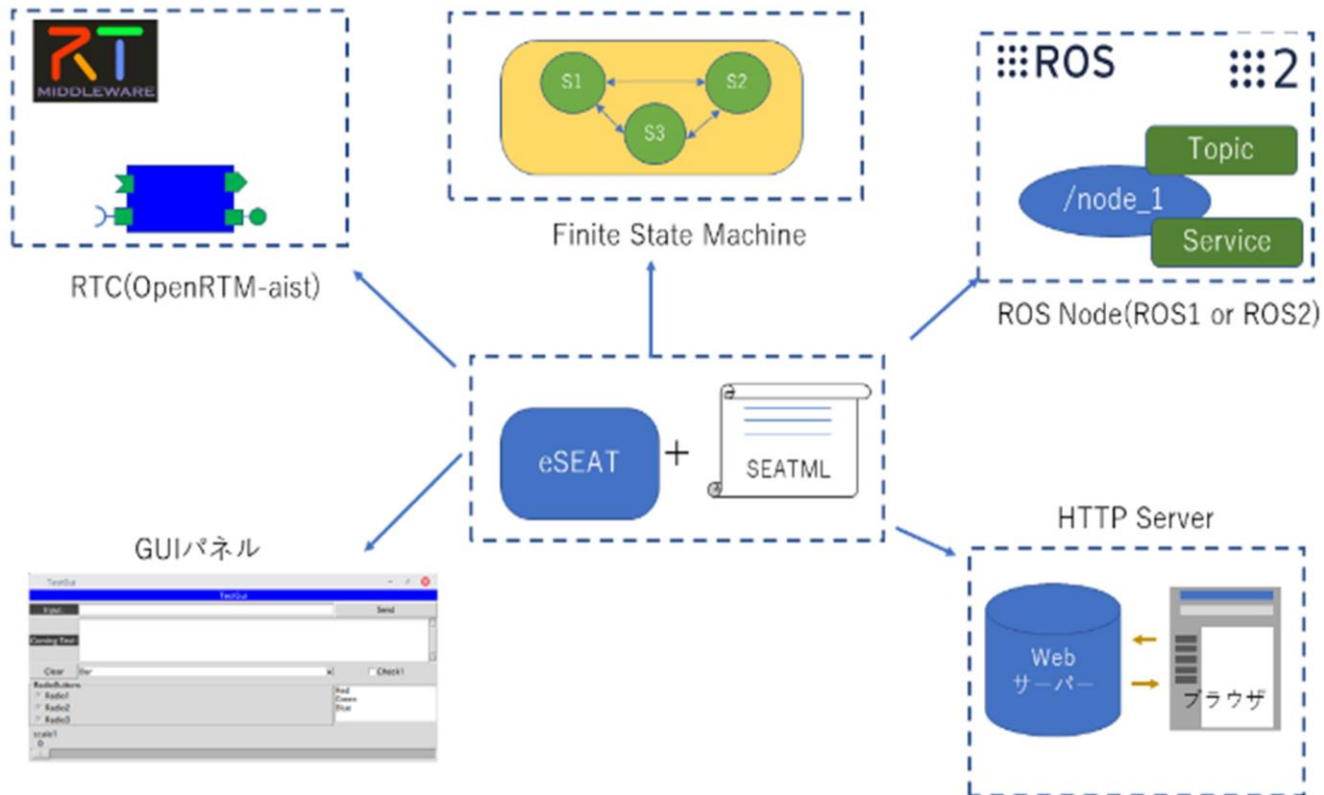 RT
MIDDLEWARE
RTC(OpenRTM-aist)
S1
S2
S3
Finite State Machine
ROS
2
Topic
/node_1
Service
ROS Node(ROS1 or ROS2)
eSEAT
+
SEATML
GUIパネル
TestGui
TestGui
Input:
Send
Coming Text:
Clear
Bar
Check1
RadioButtons
Radio1
Radio2
Radio3
Red
Green
Blue
scale1
0
HTTP Server
Web
サーバー
ブラウザ